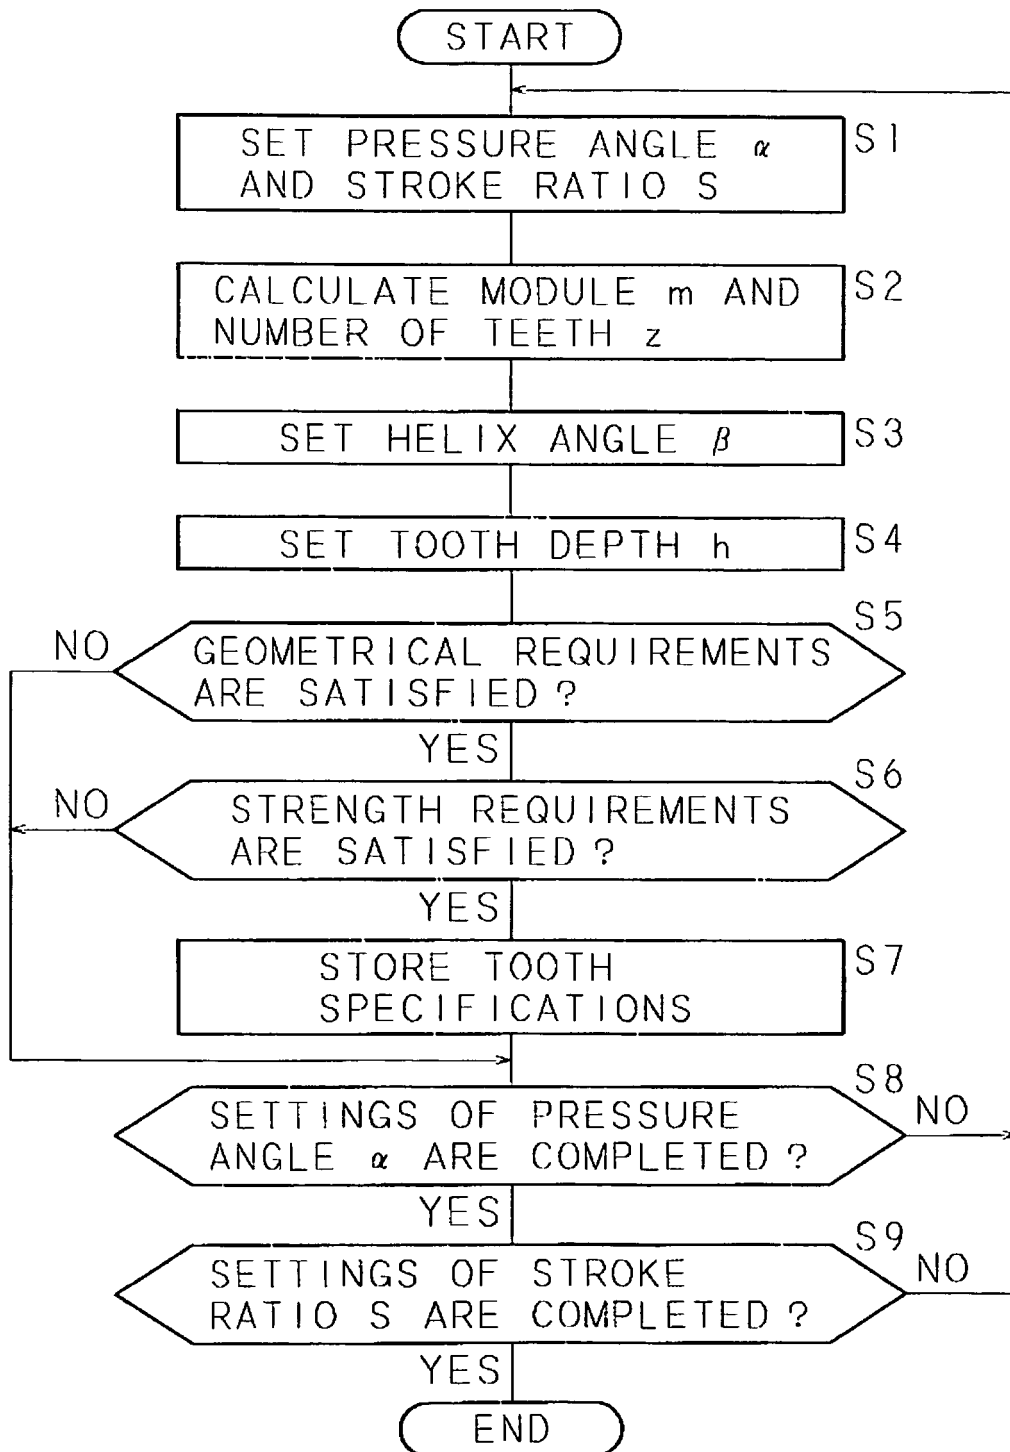 START
SET PRESSURE ANGLE α
AND STROKE RATIO S
S1
CALCULATE MODULE m AND
NUMBER OF TEETH z
S2
SET HELIX ANGLE β
S3
SET TOOTH DEPTH h
S4
S5
NO
GEOMETRICAL REQUIREMENTS
ARE SATISFIED?
YES
S6
NO
STRENGTH REQUIREMENTS
ARE SATISFIED?
YES
STORE TOOTH
SPECIFICATIONS
S7
S8
SETTINGS OF PRESSURE
ANGLE α ARE COMPLETED?
NO
YES
S9
SETTINGS OF STROKE
RATIO S ARE COMPLETED?
NO
YES
END